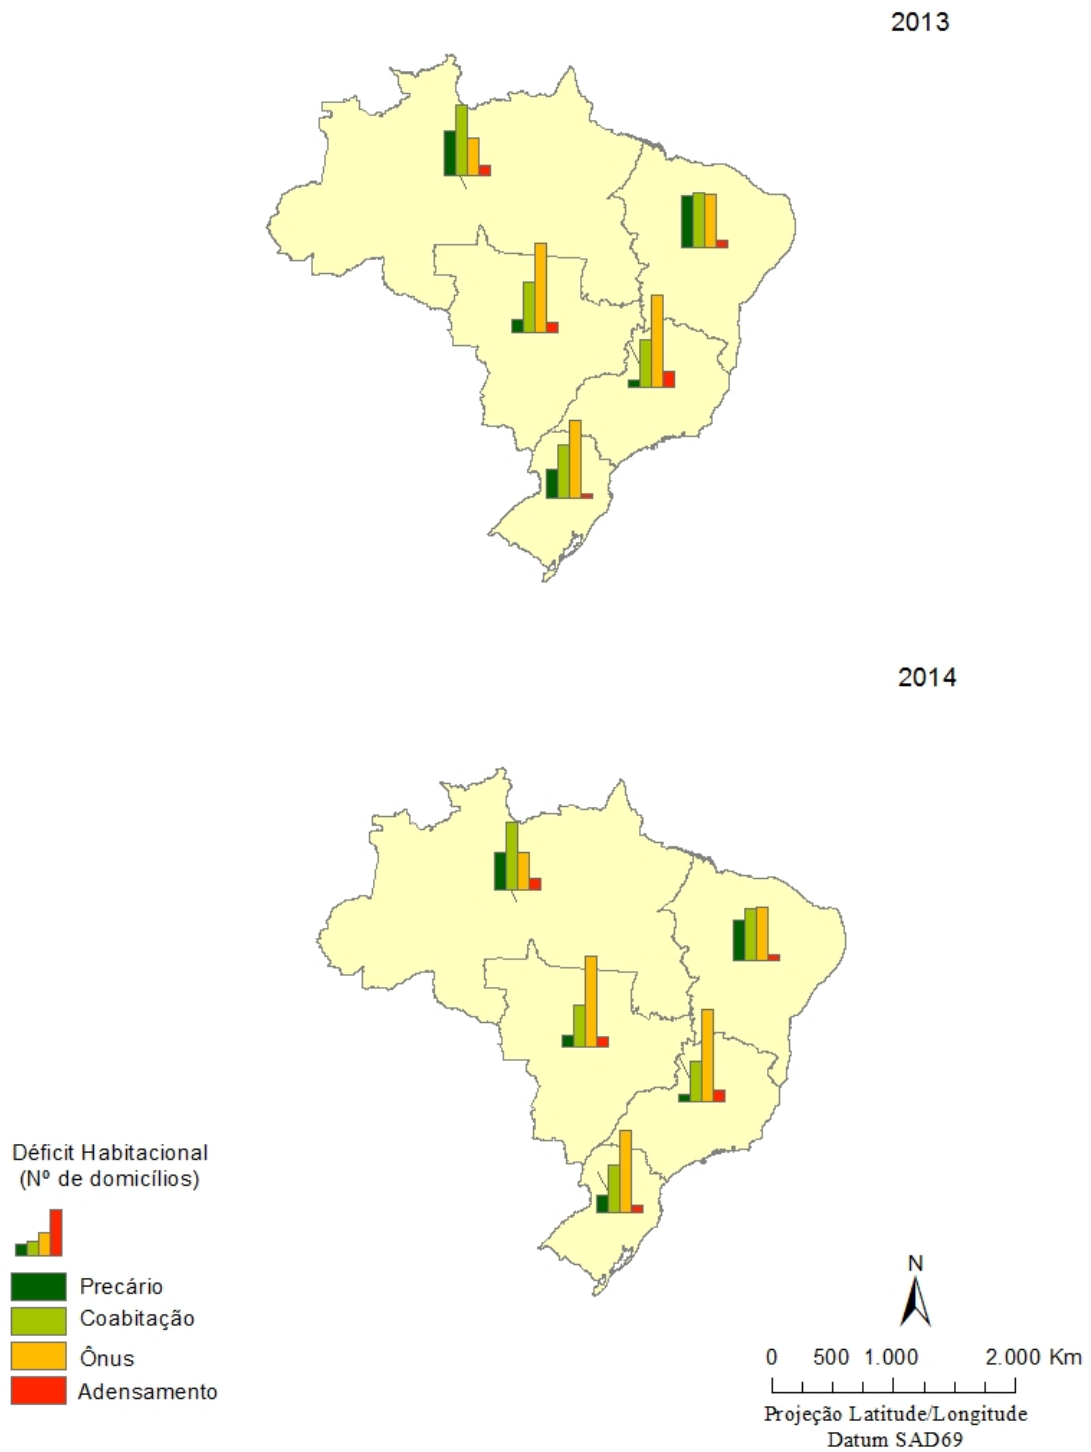 2013
2014
Déficit Habitacional
(Nº de domicílios)
Precário
Coabitação
Ônus
Adensamento
N
0 500 1.000 2.000 Km
Projeção Latitude/Longitude
Datum SAD69